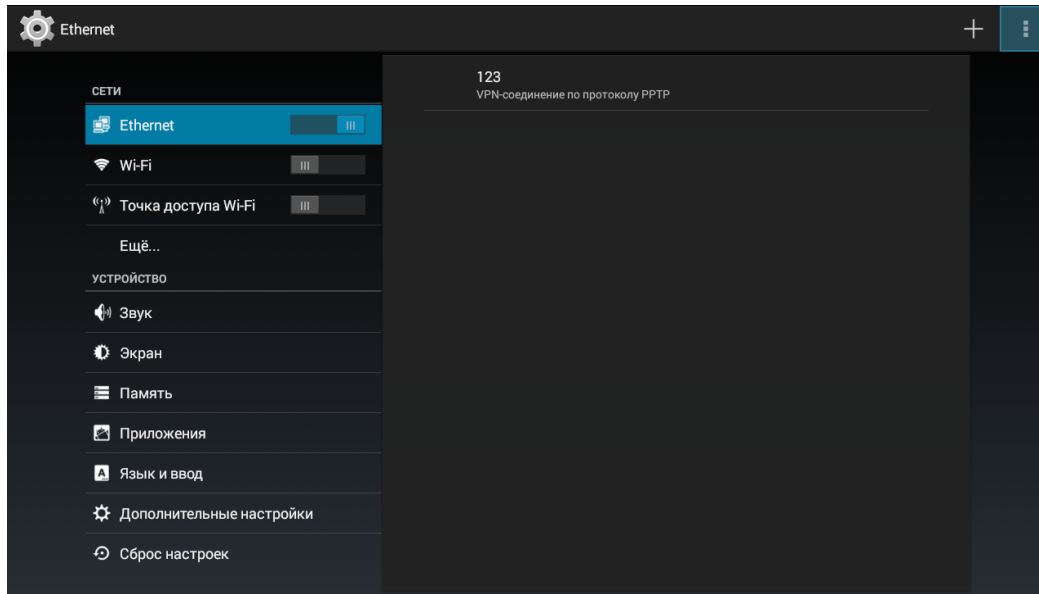 Ethernet
СЕТИ
Ethernet
Wi-Fi
Точка доступа Wi-Fi
Ещё...
УСТРОЙСТВО
Звук
Экран
Память
Приложения
Язык и ввод
Дополнительные настройки
Сброс настроек
123
VPN-соединение по протоколу PPTP